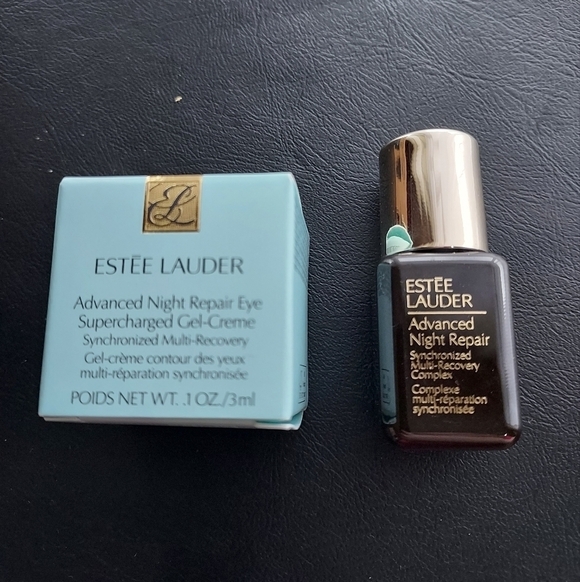 EL
ESTÉE LAUDER
Advanced Night Repair Eye
Supercharged Gel-Creme
Synchronized Multi-Recovery
Gel-crème contour des yeux
multi-réparation synchronisée
POIDS NET WT. .1 OZ./3ml
ESTÉE
LAUDER
Advanced
Night Repair
Synchronized
Multi-Recovery
Complex
Complexe
multi-réparation
synchronisée